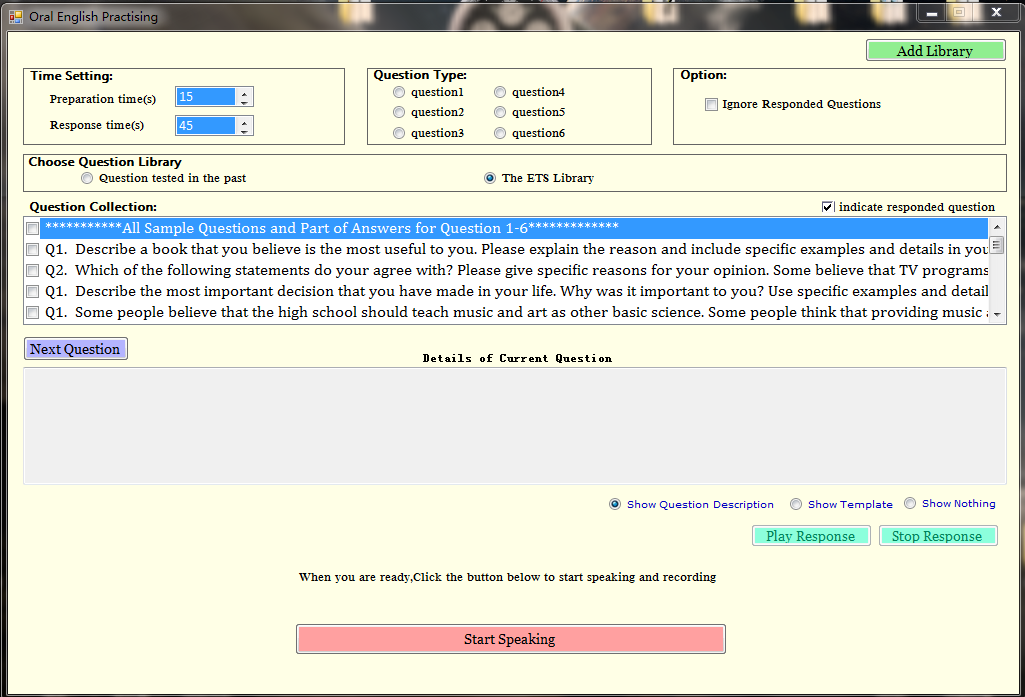 Oral English Practising
Add Library
Time Setting:
Preparation time(s)
15
Response time(s)
45
Question Type:
question1
question4
question2
question5
question3
question6
Option:
Ignore Responded Questions
Choose Question Library
Question tested in the past
The ETS Library
Question Collection:
indicate responded question
***********All Sample Questions and Part of Answers for Question 1-6*************
Q1. Describe a book that you believe is the most useful to you. Please explain the reason and include specific examples and details in you
Q2. Which of the following statements do your agree with? Please give specific reasons for your opinion. Some believe that TV programs
Q1. Describe the most important decision that you have made in your life. Why was it important to you? Use specific examples and detail
Q1. Some people believe that the high school should teach music and art as other basic science. Some people think that providing music a
Next Question
Details of Current Question
Show Question Description
Show Template
Show Nothing
Play Response
Stop Response
When you are ready,Click the button below to start speaking and recording
Start Speaking